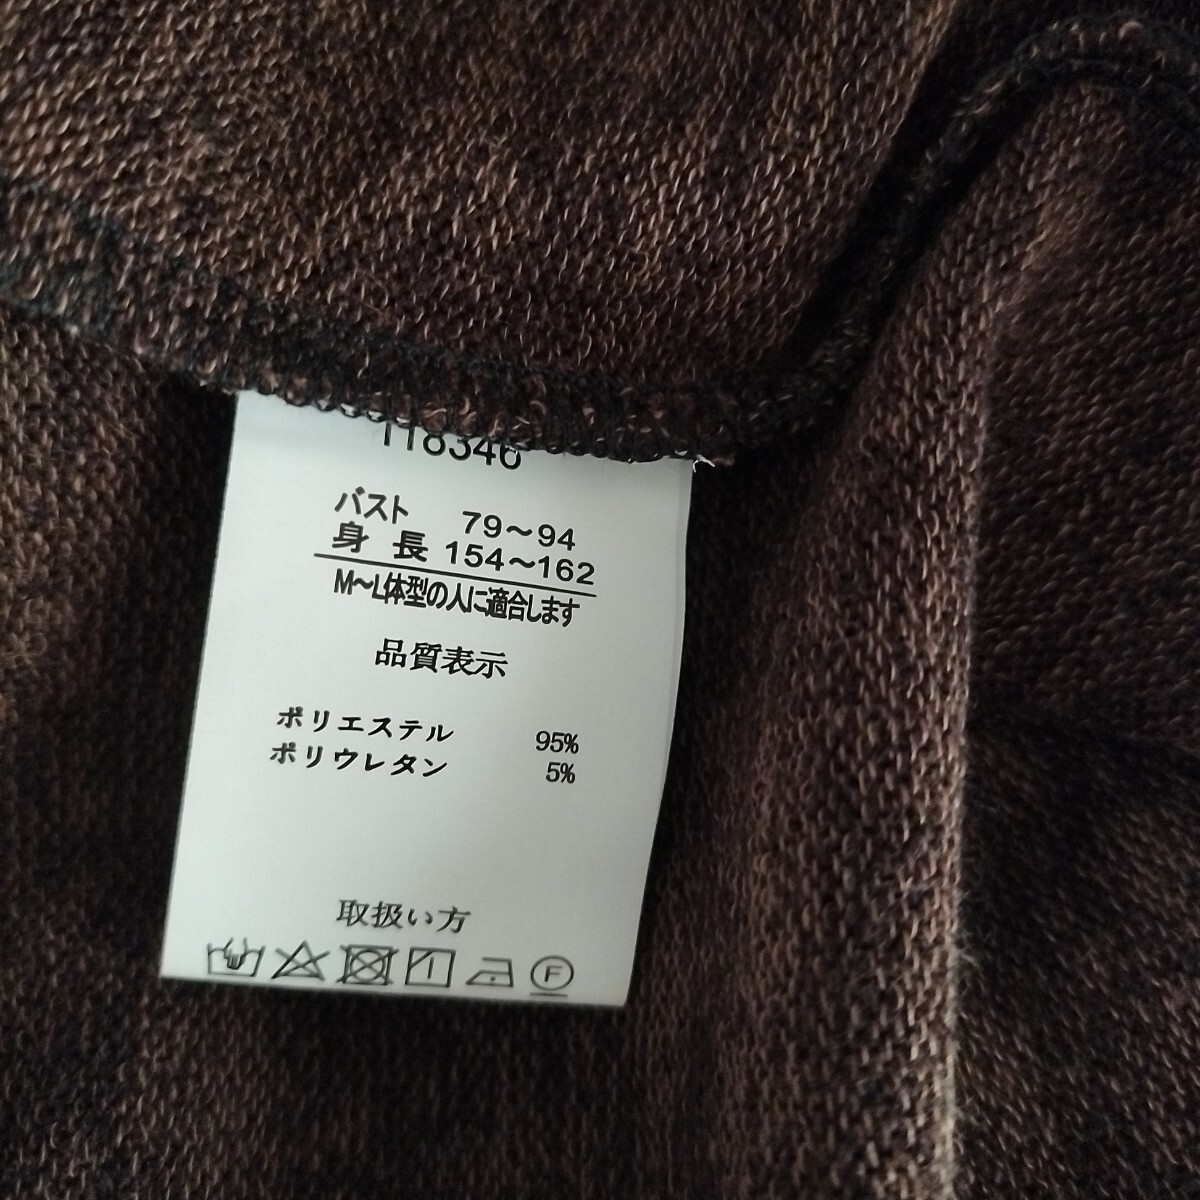 118346
バスト 79～94
身長 154～162
M～L体型の人に適合します
品質表示
ポリエステル 95%
ポリウレタン 5%
取扱い方
F